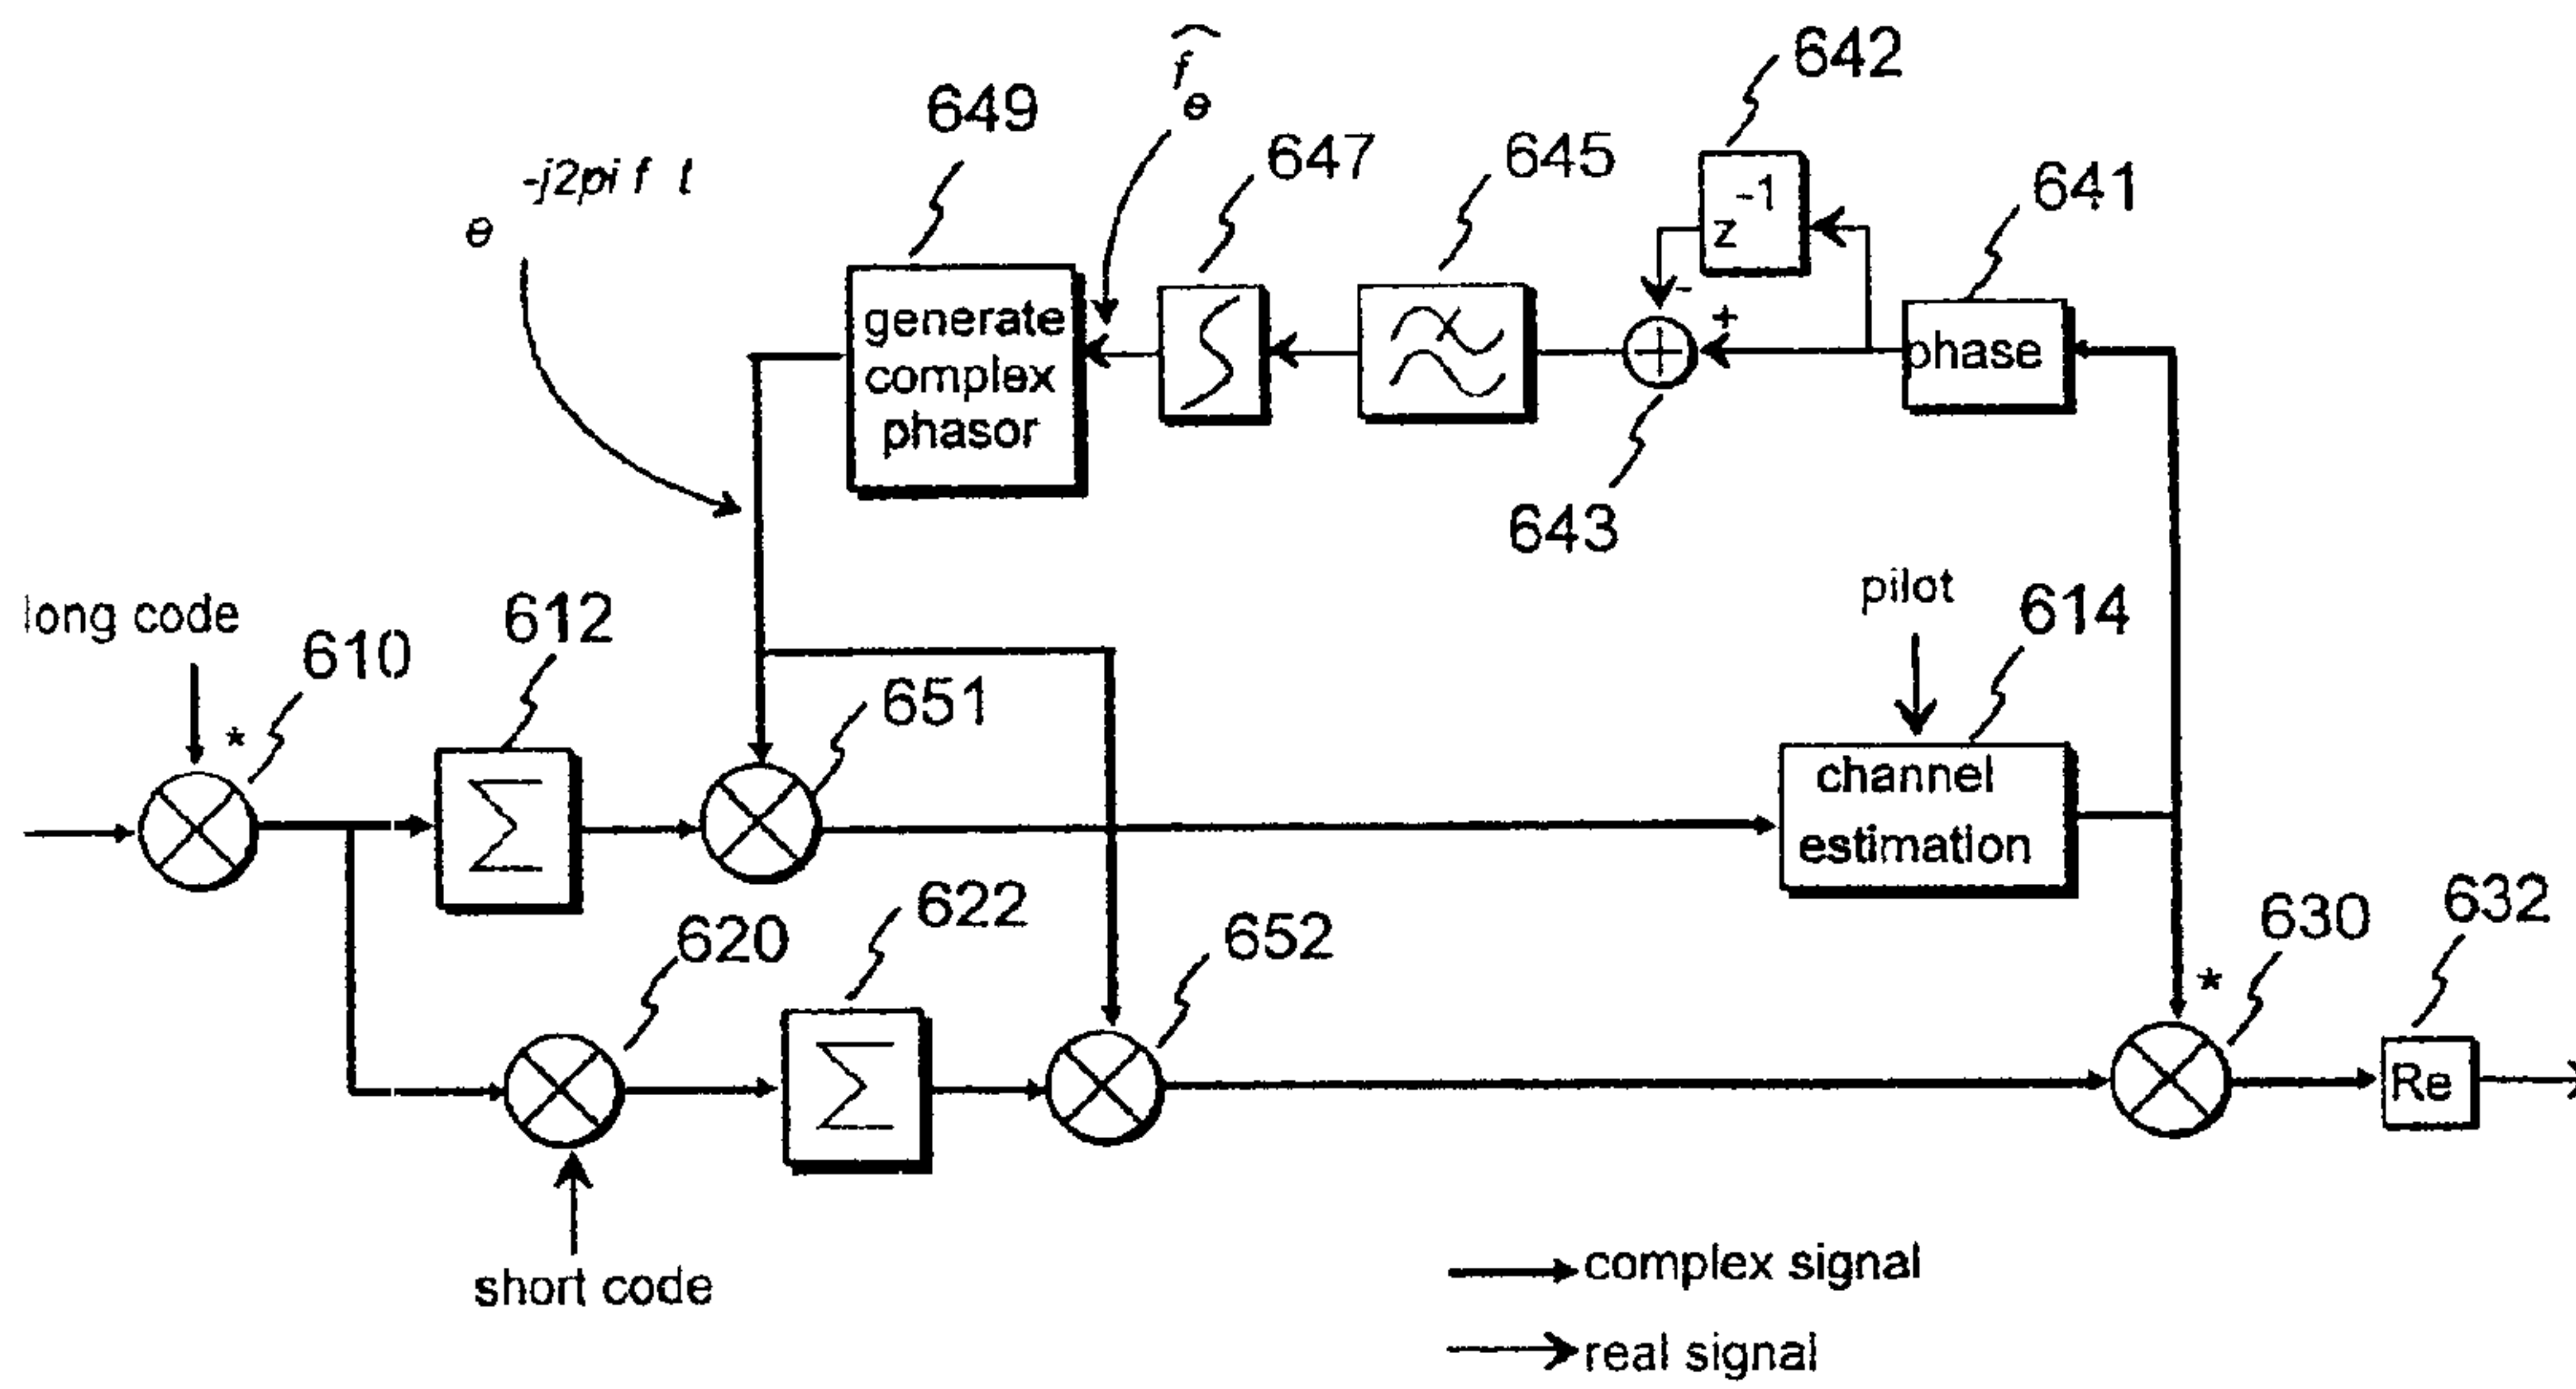 f̂
e
642
649
647
645
641
-j2pi f t
e
z
-1
-
+
generate
complex
phasor
phase
643
long code
612
pilot
614
610
651
*
channel
estimation
620
622
652
630
632
*
Re
short code
complex signal
real signal